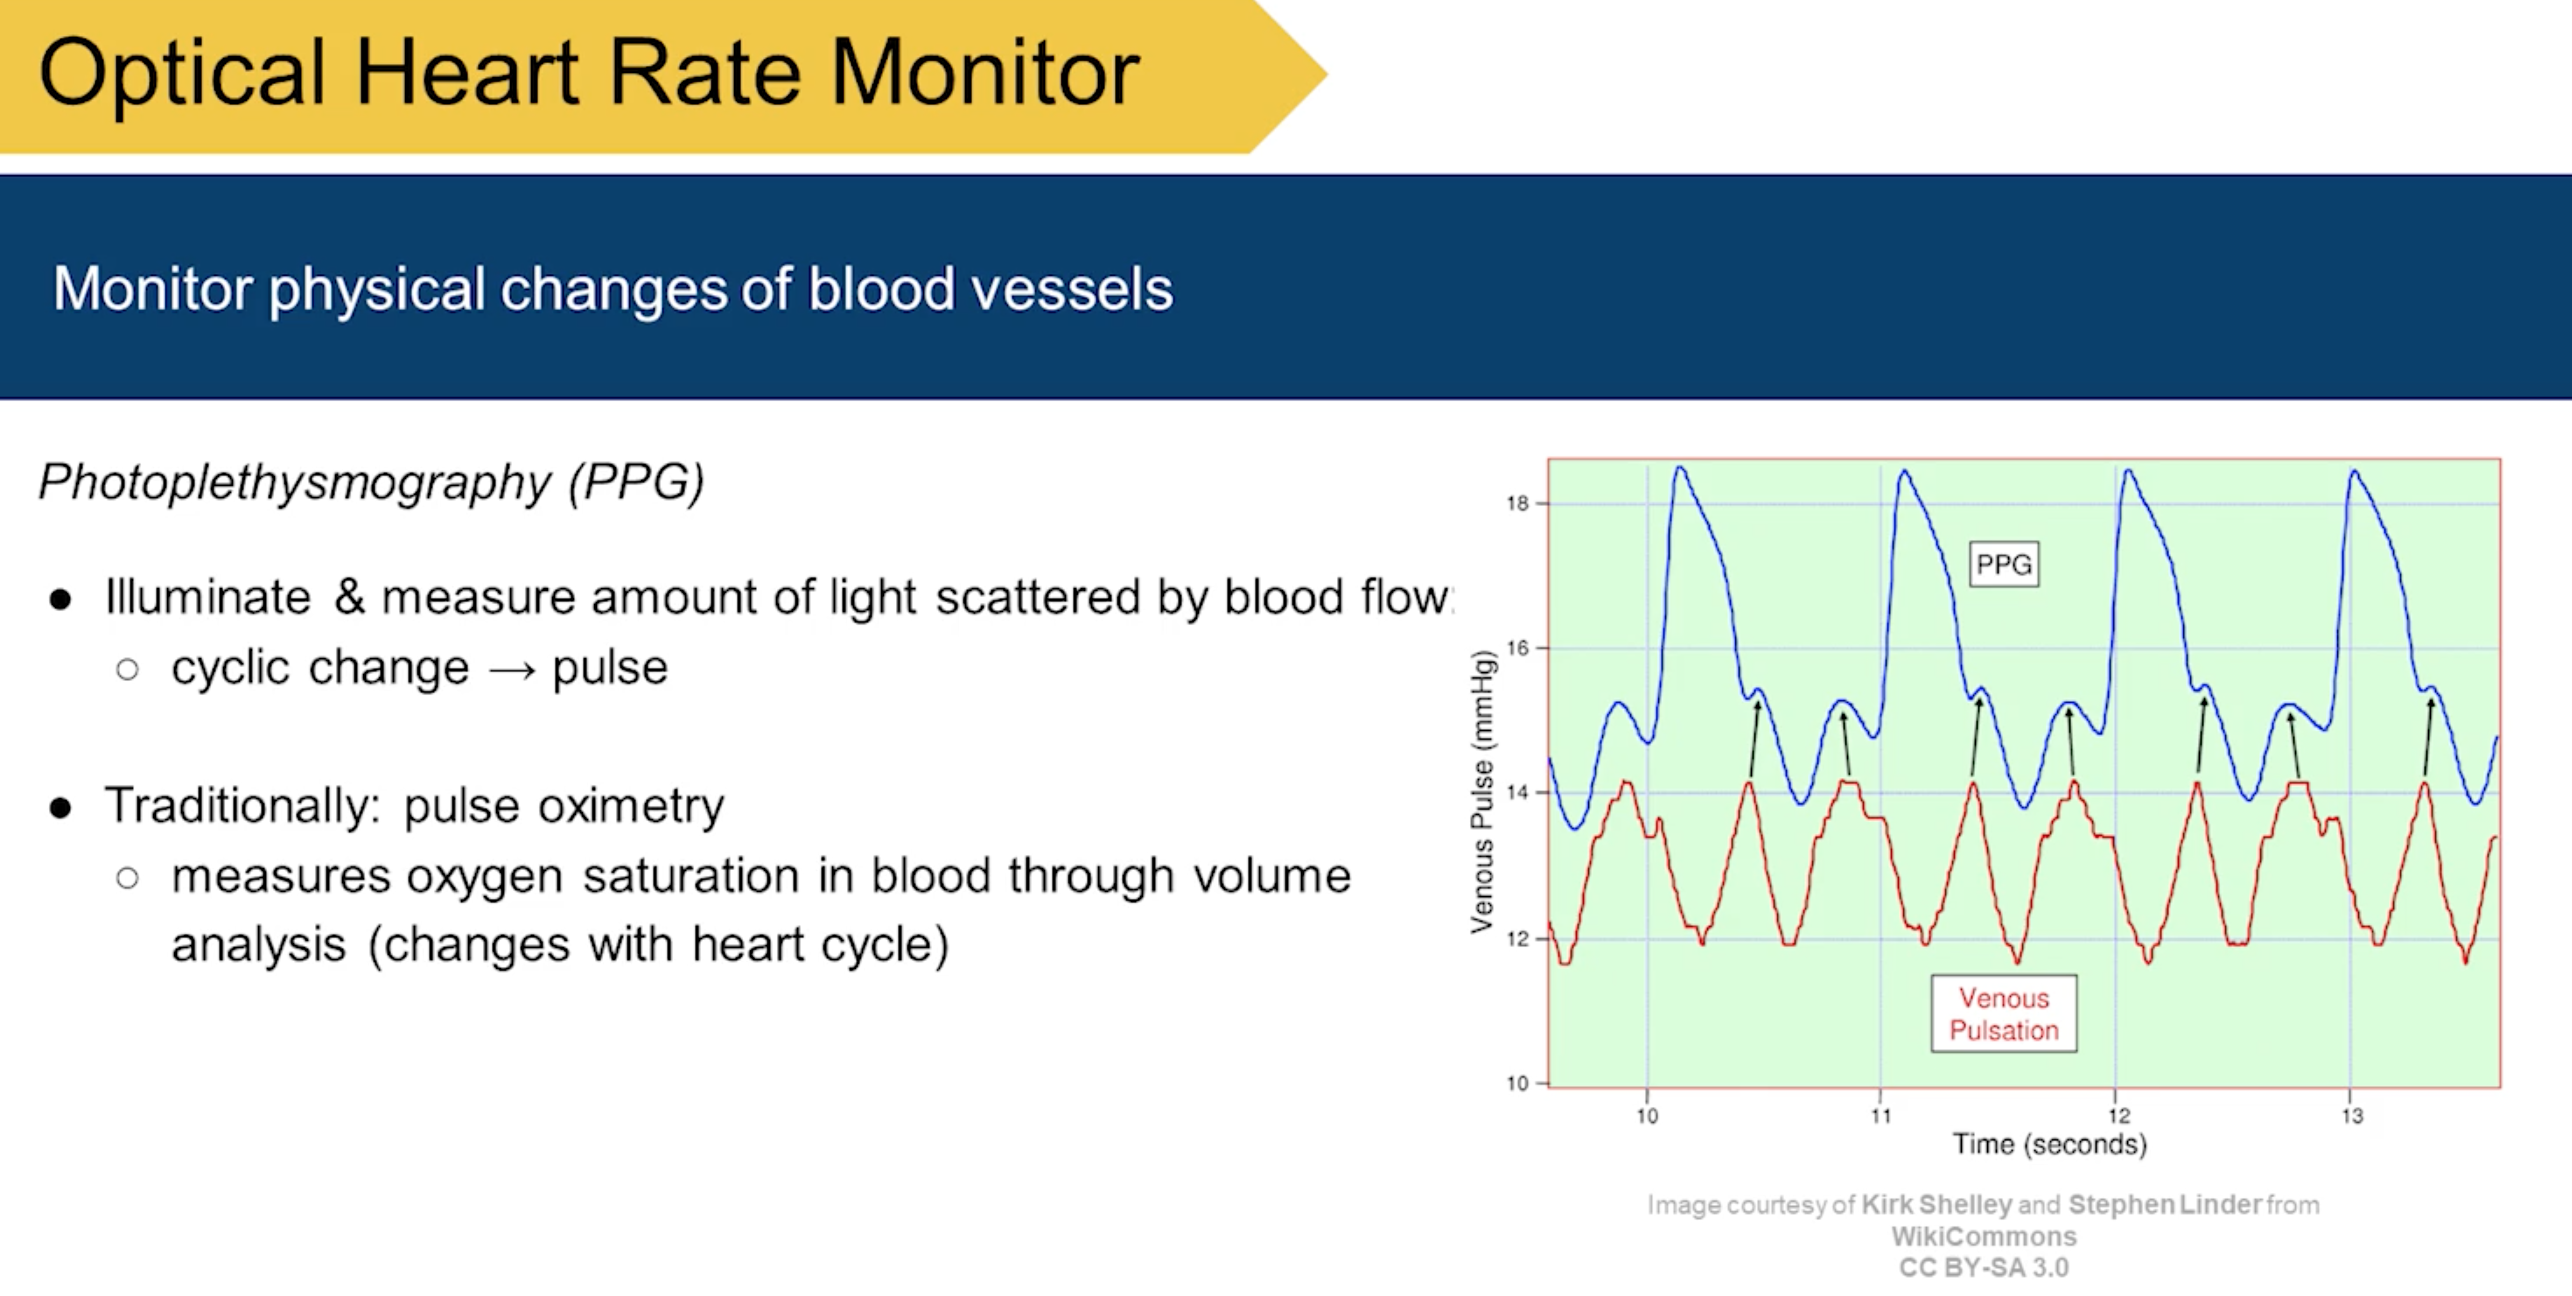 Optical Heart Rate Monitor
Monitor physical changes of blood vessels
Photoplethysmography (PPG)
● Illuminate & measure amount of light scattered by blood flow:
○ cyclic change → pulse
● Traditionally: pulse oximetry
○ measures oxygen saturation in blood through volume
analysis (changes with heart cycle)
Venous Pulse (mmHg)
18
16
14
12
10
PPG
Venous
Pulsation
10 11 12 13
Time (seconds)
Image courtesy of Kirk Shelley and Stephen Linder from
WikiCommons
CC BY-SA 3.0